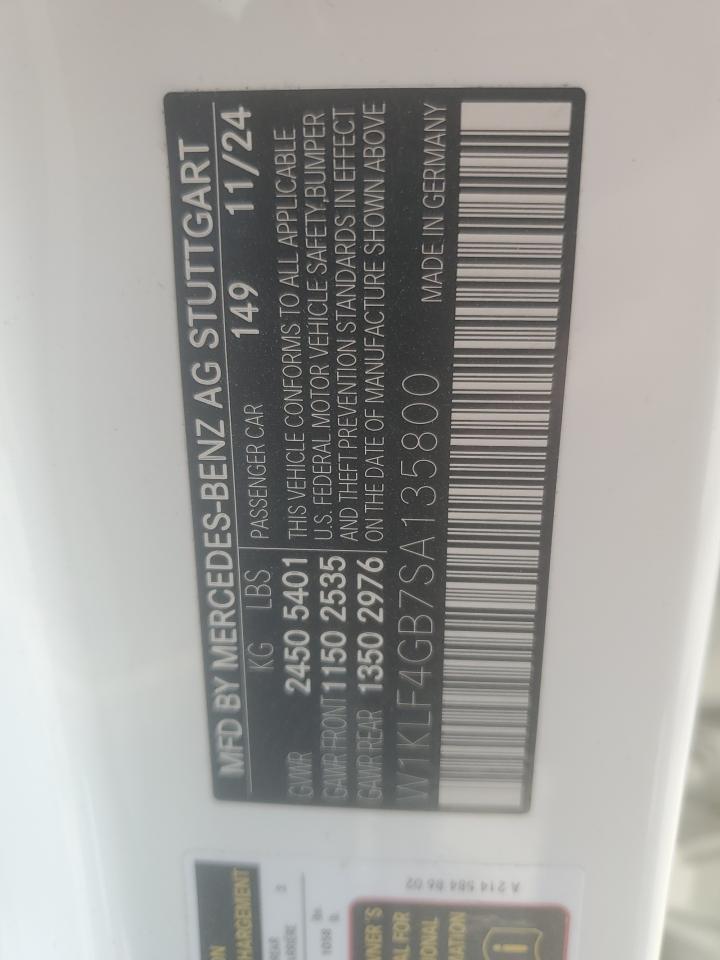 MFD BY MERCEDES-BENZ AG STUTTGART
KG LBS PASSENGER CAR 149 11/24
GVWR 2450 5401
GAWR FRONT 1150 2535
GAWR REAR 1350 2976
THIS VEHICLE CONFORMS TO ALL APPLICABLE
U.S. FEDERAL MOTOR VEHICLE SAFETY,BUMPER
AND THEFT PREVENTION STANDARDS IN EFFECT
ON THE DATE OF MANUFACTURE SHOWN ABOVE
W1KLF4GB7SA135800 MADE IN GERMANY
A 214 584 86 02